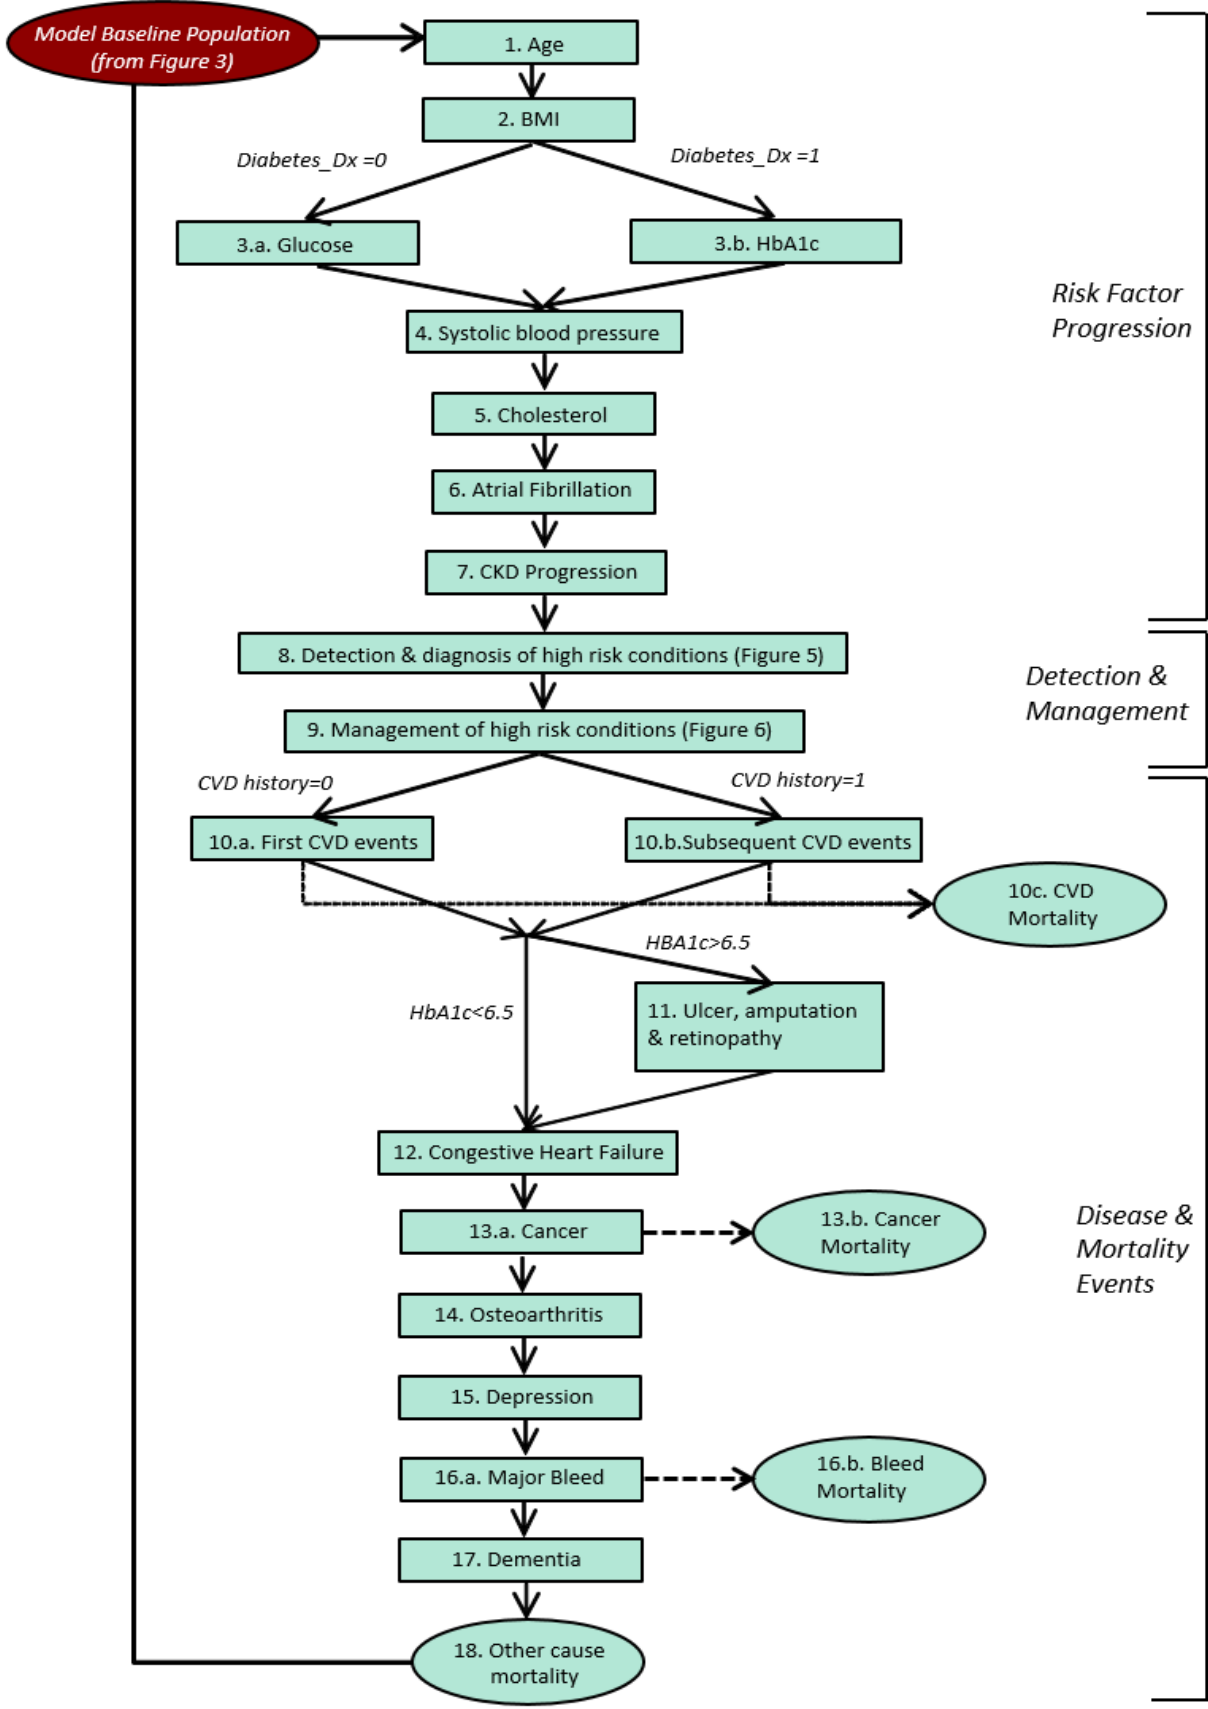 Model Baseline Population
(from Figure 3)
1. Age
2. BMI
Diabetes_Dx =0
Diabetes_Dx =1
3.a. Glucose
3.b. HbA1c
Risk Factor
Progression
4. Systolic blood pressure
5. Cholesterol
6. Atrial Fibrillation
7. CKD Progression
8. Detection & diagnosis of high risk conditions (Figure 5)
Detection &
Management
9. Management of high risk conditions (Figure 6)
CVD history=0
CVD history=1
10.a. First CVD events
10.b.Subsequent CVD events
10c. CVD
Mortality
HBA1c>6.5
HbA1c<6.5
11. Ulcer, amputation
& retinopathy
12. Congestive Heart Failure
13.a. Cancer
13.b. Cancer
Mortality
Disease &
Mortality
Events
14. Osteoarthritis
15. Depression
16.a. Major Bleed
16.b. Bleed
Mortality
17. Dementia
18. Other cause
mortality